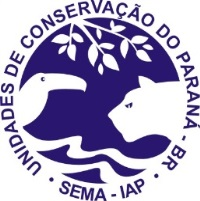 UNIDADES DE CONSERVAÇÃO DO PARANÁ - BR
• SEMA - IAP •